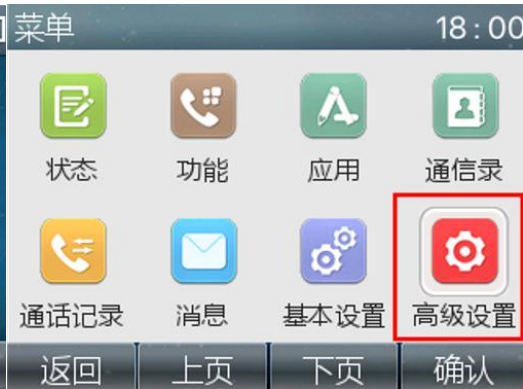 菜单 18:00
状态 功能 应用 通信录
通话记录 消息 基本设置 高级设置
返回 上页 下页 确认